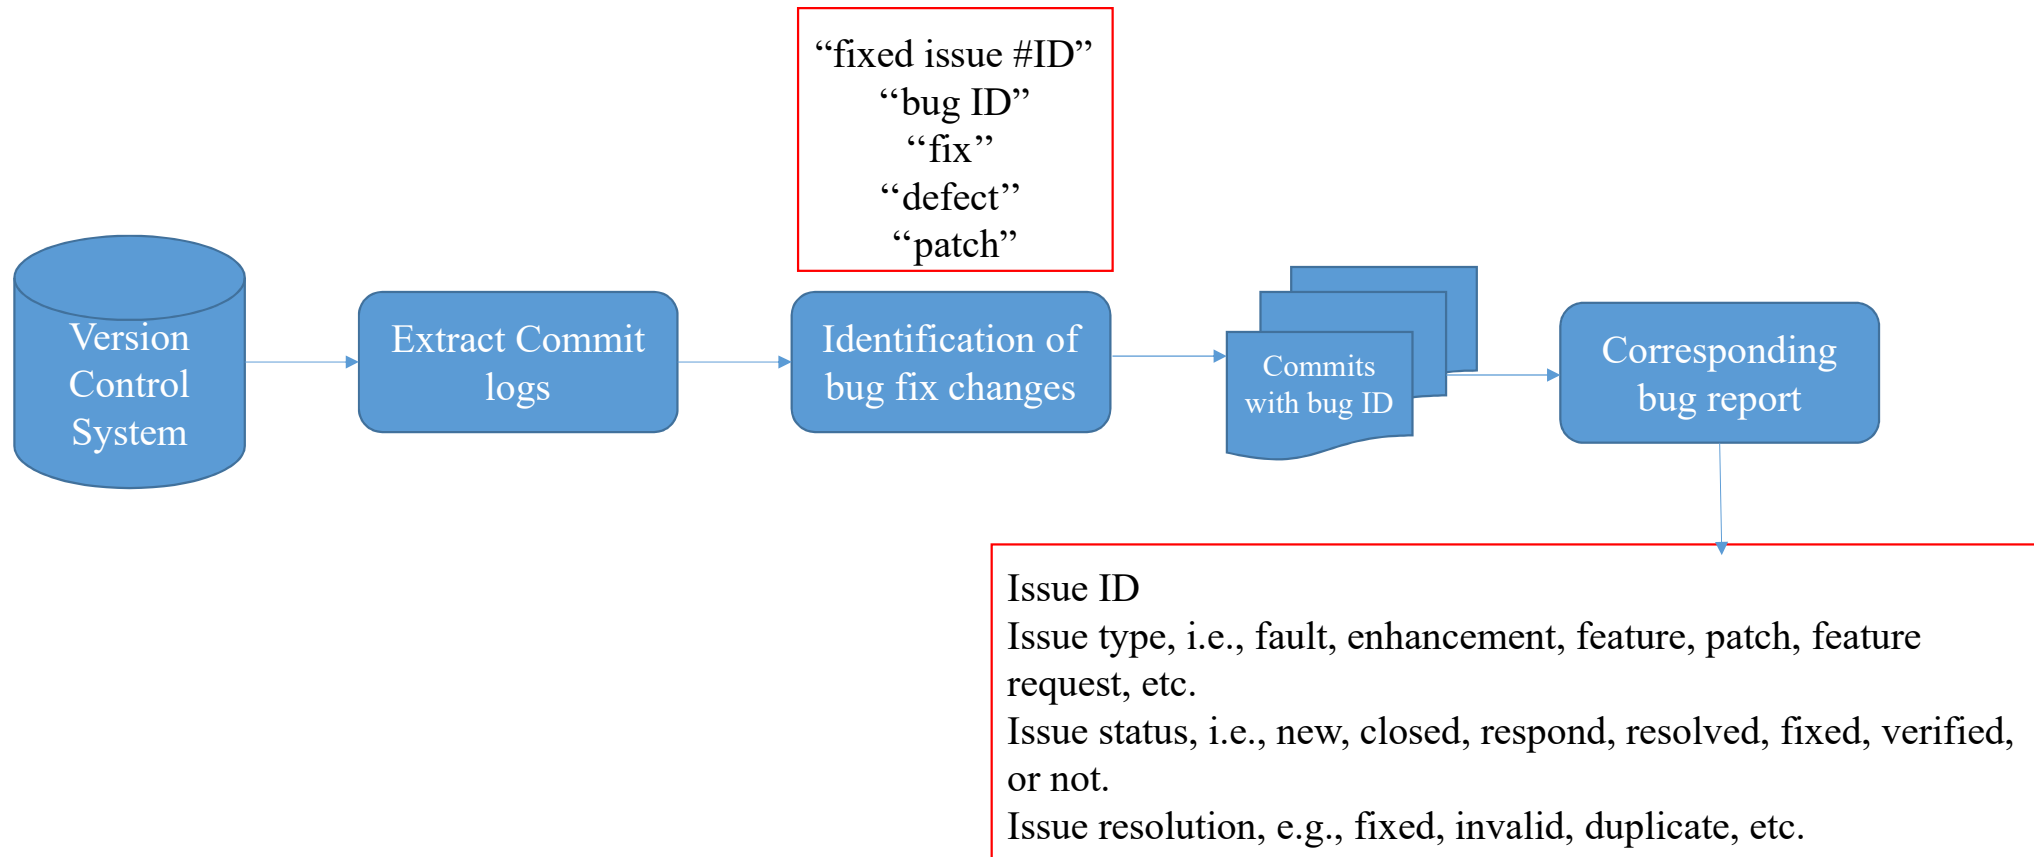 “fixed issue #ID”
‘‘bug ID”
‘‘fix’’
‘‘defect’’
‘‘patch”
Version
Control
System
Extract Commit
logs
Identification of
bug fix changes
Commits
with bug ID
Corresponding
bug report
Issue ID
Issue type, i.e., fault, enhancement, feature, patch, feature
request, etc.
Issue status, i.e., new, closed, respond, resolved, fixed, verified,
or not.
Issue resolution, e.g., fixed, invalid, duplicate, etc.